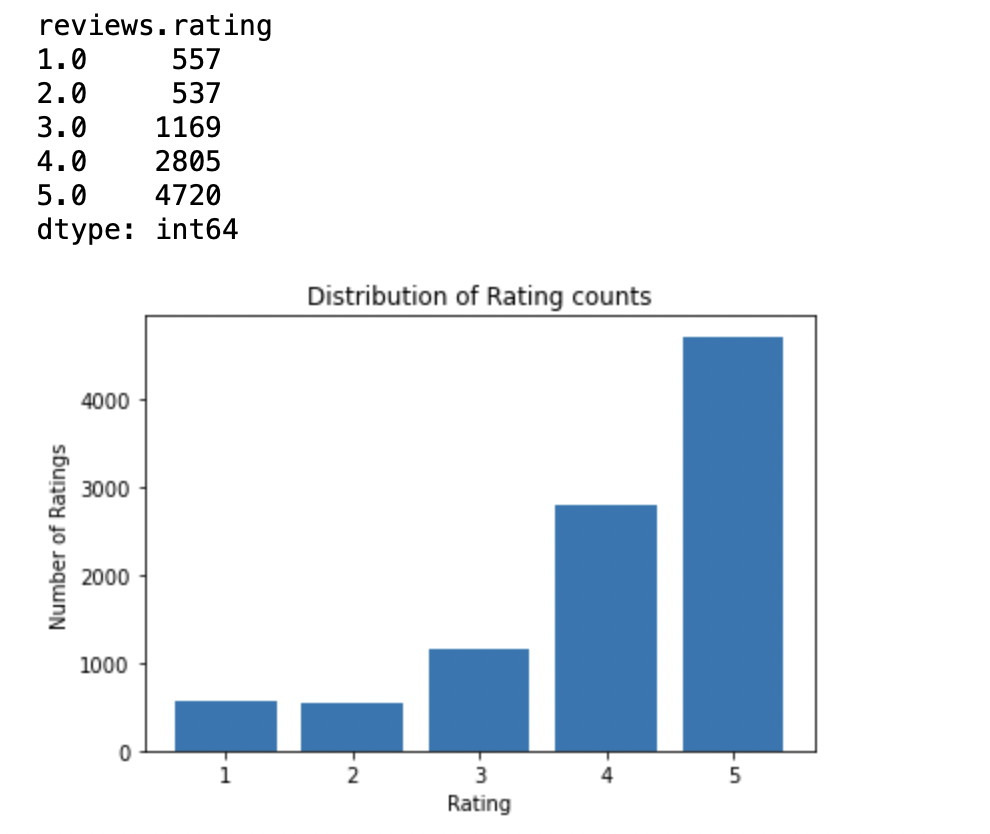 reviews.rating
1.0     557
2.0     537
3.0    1169
4.0    2805
5.0    4720
dtype: int64
Distribution of Rating counts
4000
3000
2000
1000
0
Number of Ratings
1 2 3 4 5
Rating